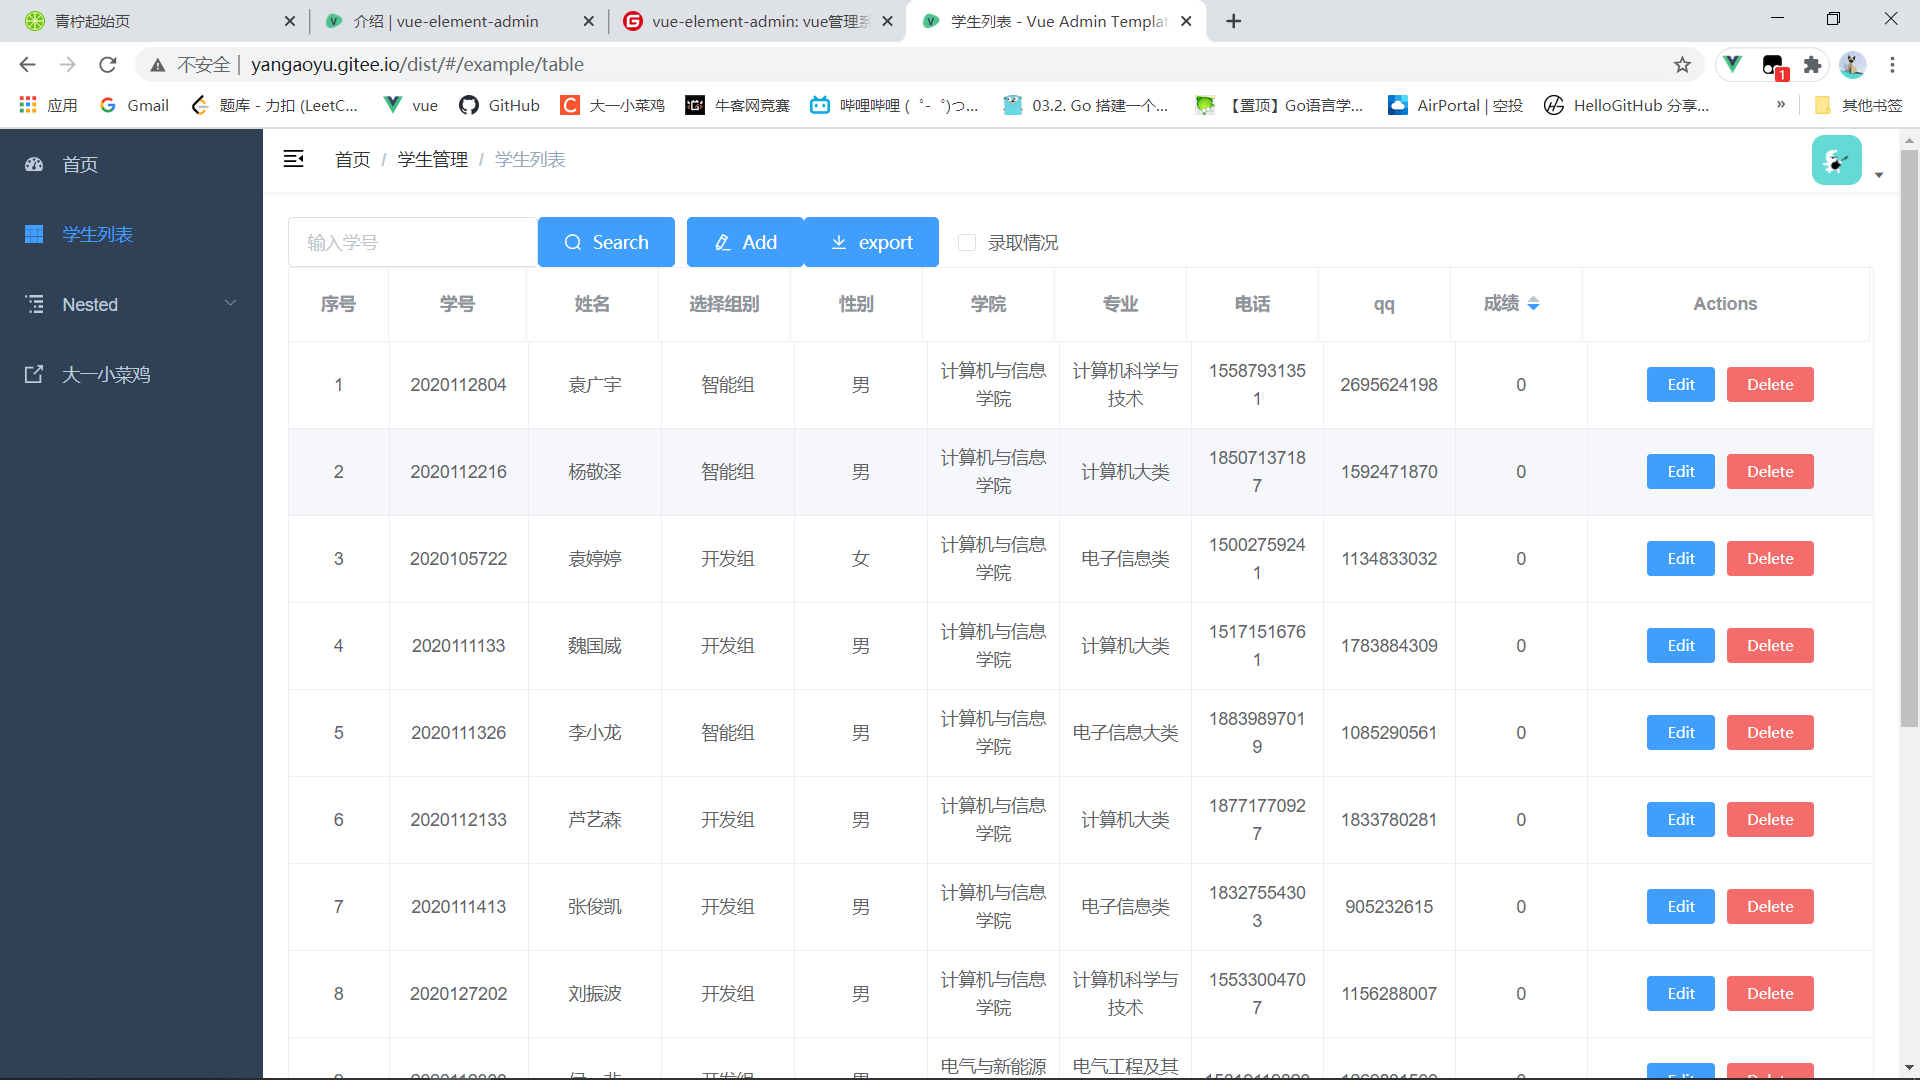 青柠起始页
介绍 | vue-element-admin
vue-element-admin: vue管理系
学生列表 - Vue Admin Templat
不安全 | yangaoyu.gitee.io/dist/#/example/table
1
应用
Gmail
题库 - 力扣 (LeetC...
vue
GitHub
大一小菜鸡
牛客网竞赛
哔哩哔哩 ( ゜- ゜)つ...
03.2. Go 搭建一个...
【置顶】Go语言学...
AirPortal | 空投
HelloGitHub 分享...
»
其他书签
首页
学生列表
Nested
大一小菜鸡
首页 / 学生管理 / 学生列表
输入学号 Search Add export 录取情况
序号 学号 姓名 选择组别 性别 学院 专业 电话 qq 成绩 Actions
1 2020112804 袁广宇 智能组 男 计算机与信息学院 计算机科学与技术 15587931351 2695624198 0 Edit Delete
2 2020112216 杨敬泽 智能组 男 计算机与信息学院 计算机大类 18507137187 1592471870 0 Edit Delete
3 2020105722 袁婷婷 开发组 女 计算机与信息学院 电子信息类 15002759241 1134833032 0 Edit Delete
4 2020111133 魏国威 开发组 男 计算机与信息学院 计算机大类 15171516761 1783884309 0 Edit Delete
5 2020111326 李小龙 智能组 男 计算机与信息学院 电子信息大类 18839897019 1085290561 0 Edit Delete
6 2020112133 芦艺森 开发组 男 计算机与信息学院 计算机大类 18771770927 1833780281 0 Edit Delete
7 2020111413 张俊凯 开发组 男 计算机与信息学院 电子信息类 18327554303 905232615 0 Edit Delete
8 2020127202 刘振波 开发组 男 计算机与信息学院 计算机科学与技术 15533004707 1156288007 0 Edit Delete
电气与新能源 电气工程及其